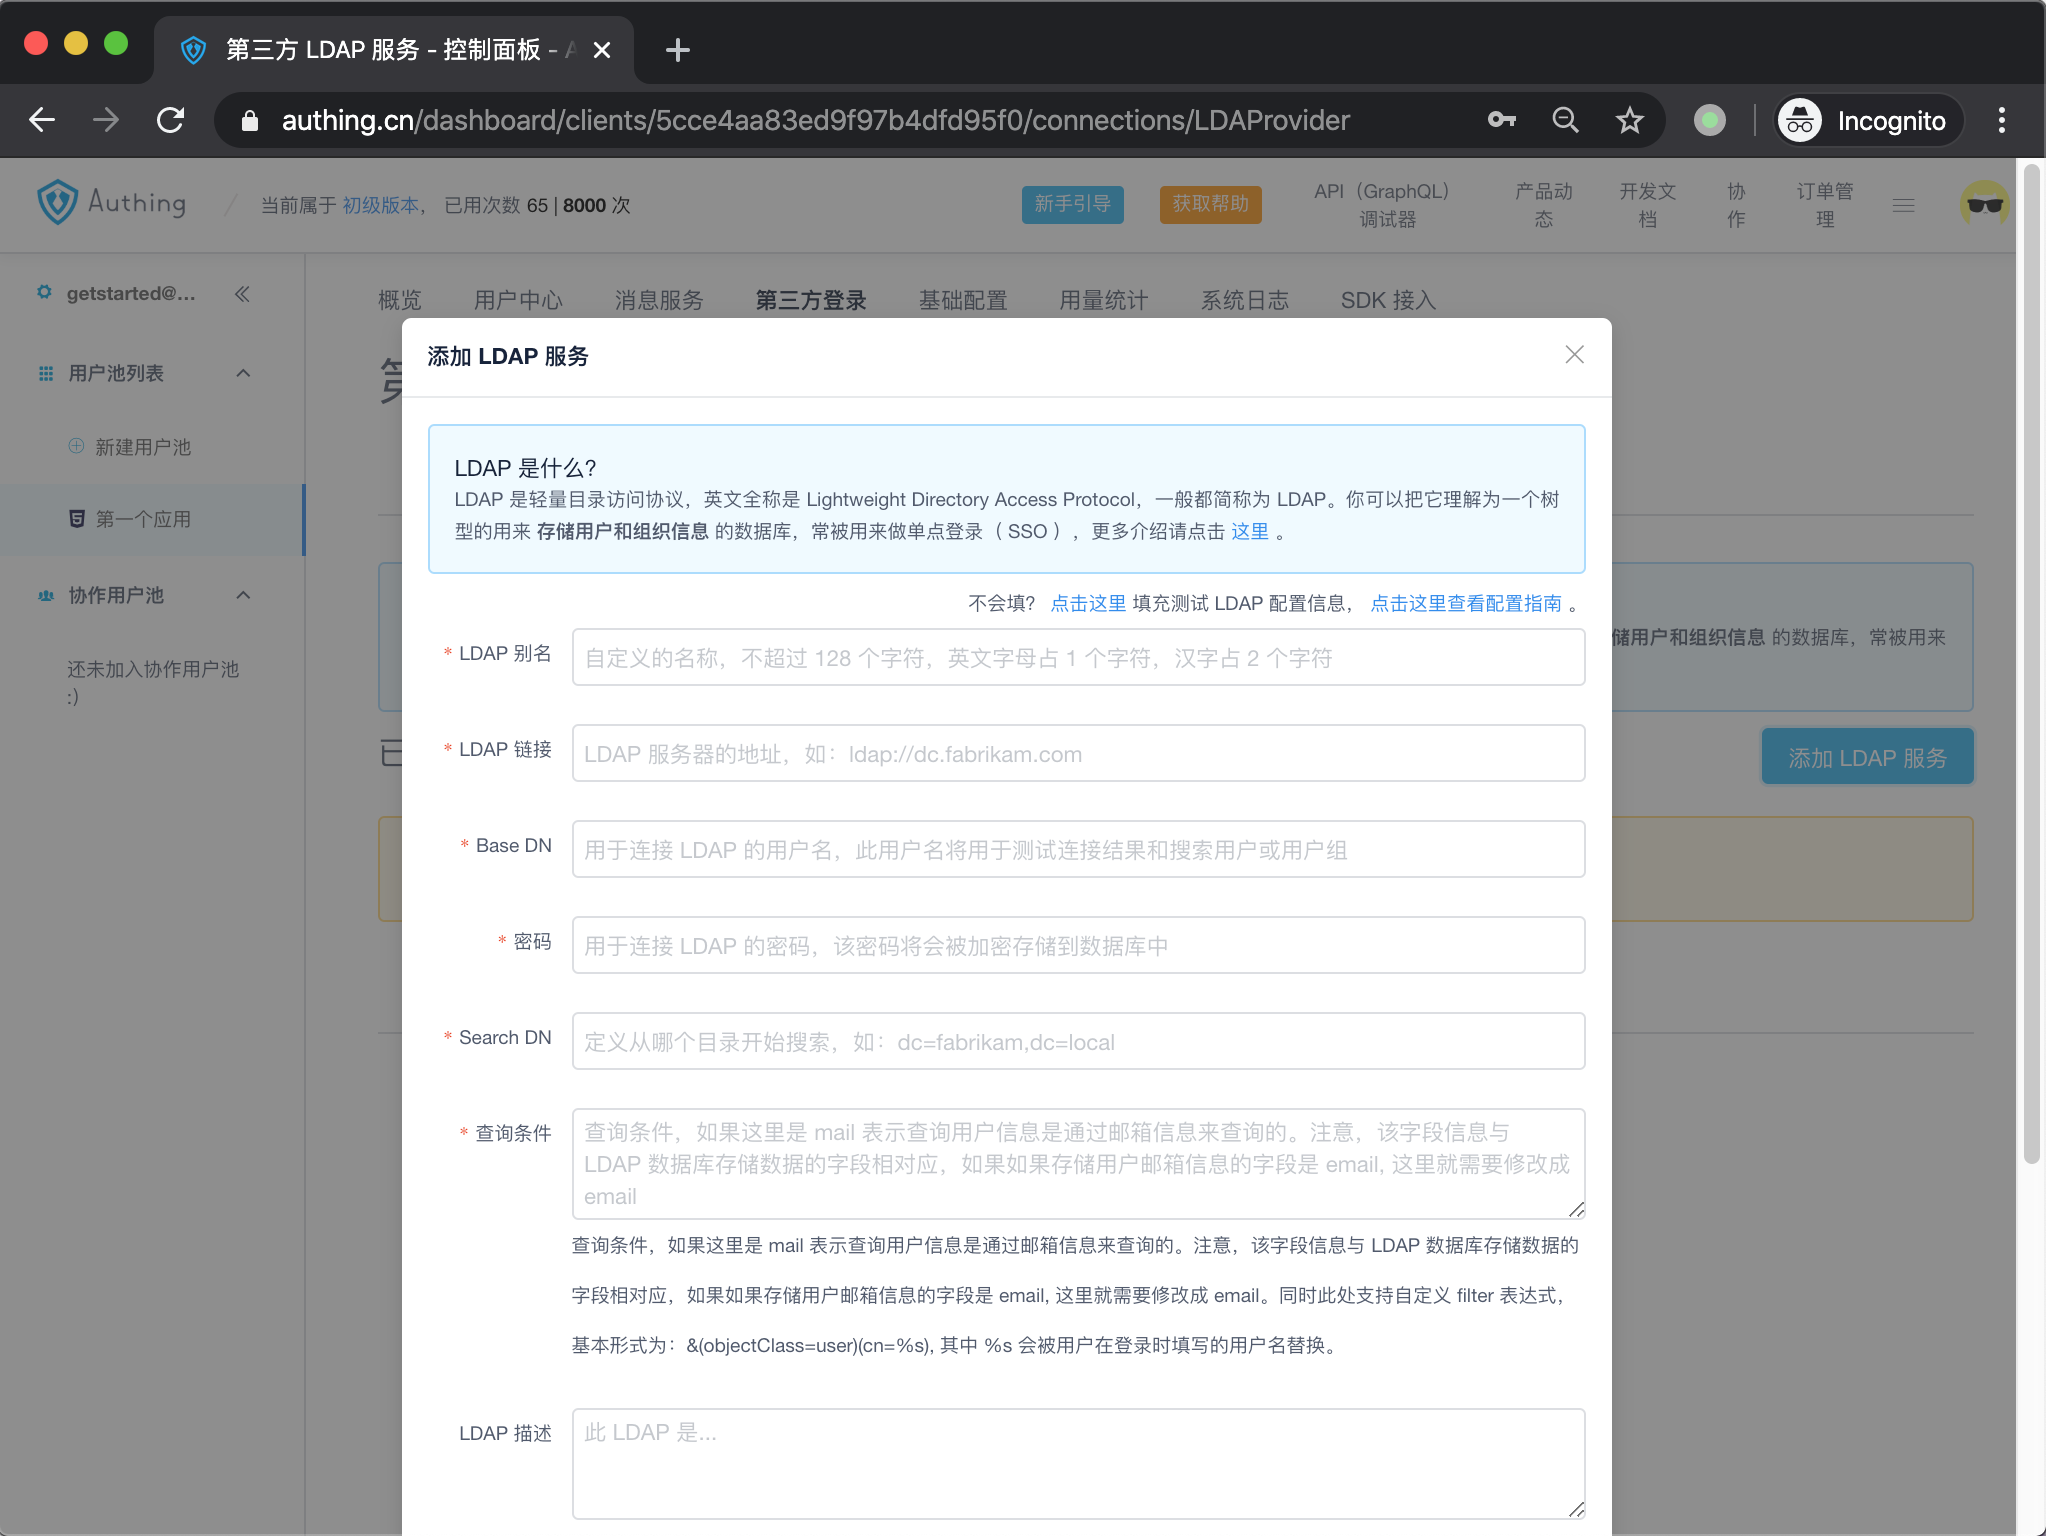 第三方 LDAP 服务 - 控制面板 - A
authing.cn/dashboard/clients/5cce4aa83ed9f97b4dfd95f0/connections/LDAProvider
Incognito
Authing
当前属于 初级版本， 已用次数 65 | 8000 次
新手引导
获取帮助
API（GraphQL）
调试器
产品动
态
开发文
档
协
作
订单管
理
getstarted@...
用户池列表
新建用户池
第一个应用
协作用户池
还未加入协作用户池
:)
概览
用户中心
消息服务
第三方登录
基础配置
用量统计
系统日志
SDK 接入
添加 LDAP 服务
LDAP 是什么?
LDAP 是轻量目录访问协议，英文全称是 Lightweight Directory Access Protocol，一般都简称为 LDAP。你可以把它理解为一个树
型的用来 存储用户和组织信息 的数据库，常被用来做单点登录（ SSO ），更多介绍请点击 这里 。
不会填? 点击这里 填充测试 LDAP 配置信息， 点击这里查看配置指南 。
* LDAP 别名
自定义的名称，不超过 128 个字符，英文字母占 1 个字符，汉字占 2 个字符
* LDAP 链接
LDAP 服务器的地址，如：ldap://dc.fabrikam.com
* Base DN
用于连接 LDAP 的用户名，此用户名将用于测试连接结果和搜索用户或用户组
* 密码
用于连接 LDAP 的密码，该密码将会被加密存储到数据库中
* Search DN
定义从哪个目录开始搜索，如：dc=fabrikam,dc=local
* 查询条件
查询条件，如果这里是 mail 表示查询用户信息是通过邮箱信息来查询的。注意，该字段信息与
LDAP 数据库存储数据的字段相对应，如果如果存储用户邮箱信息的字段是 email, 这里就需要修改成
email
查询条件，如果这里是 mail 表示查询用户信息是通过邮箱信息来查询的。注意，该字段信息与 LDAP 数据库存储数据的
字段相对应，如果如果存储用户邮箱信息的字段是 email, 这里就需要修改成 email。同时此处支持自定义 filter 表达式，
基本形式为：&(objectClass=user)(cn=%s), 其中 %s 会被用户在登录时填写的用户名替换。
LDAP 描述
此 LDAP 是...
储用户和组织信息 的数据库，常被用来
添加 LDAP 服务